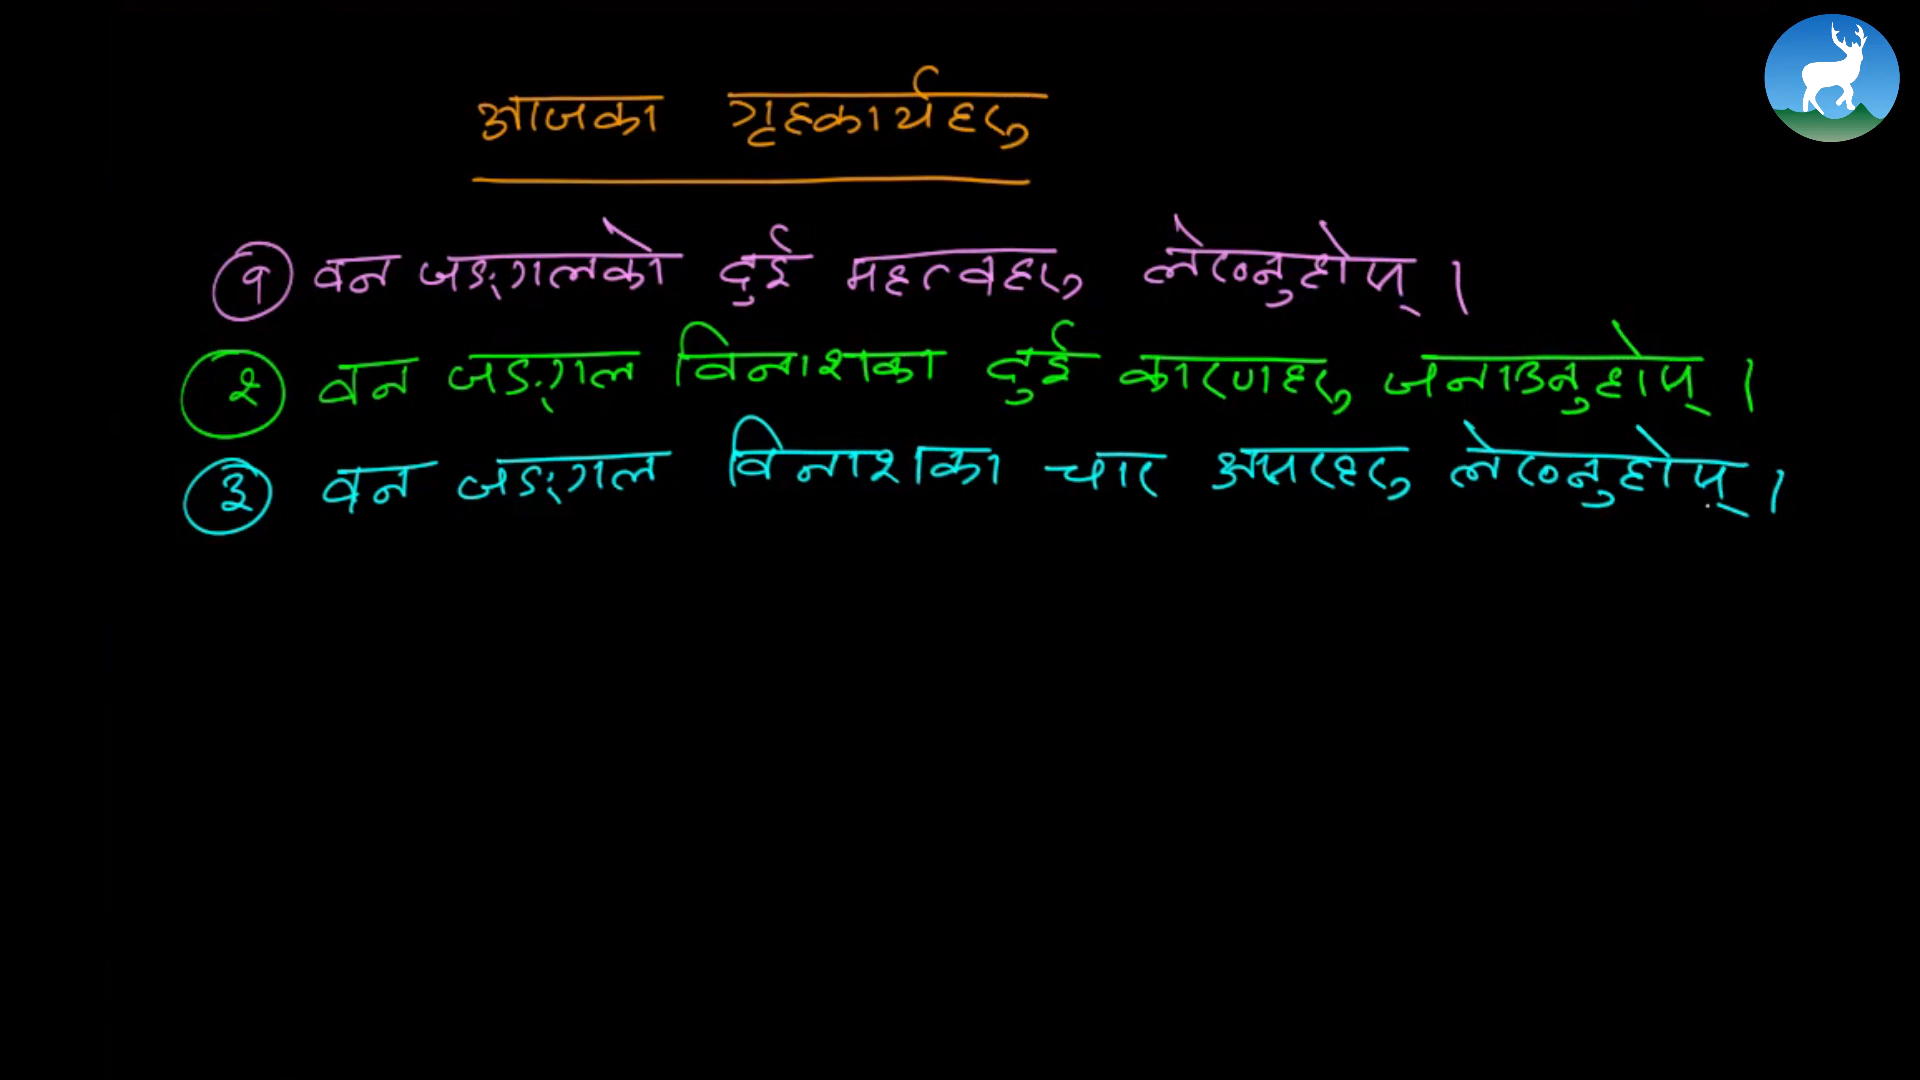 आजका गृहकार्यहरु
१ वन जङ्गलको दुई महत्वहरु लेख्नुहोस् ।
२ वन जङ्गल विनाशका दुई कारणहरु जनाउनुहोस् ।
३ वन जङ्गल विनाशका चार असरहरु लेख्नुहोस् ।